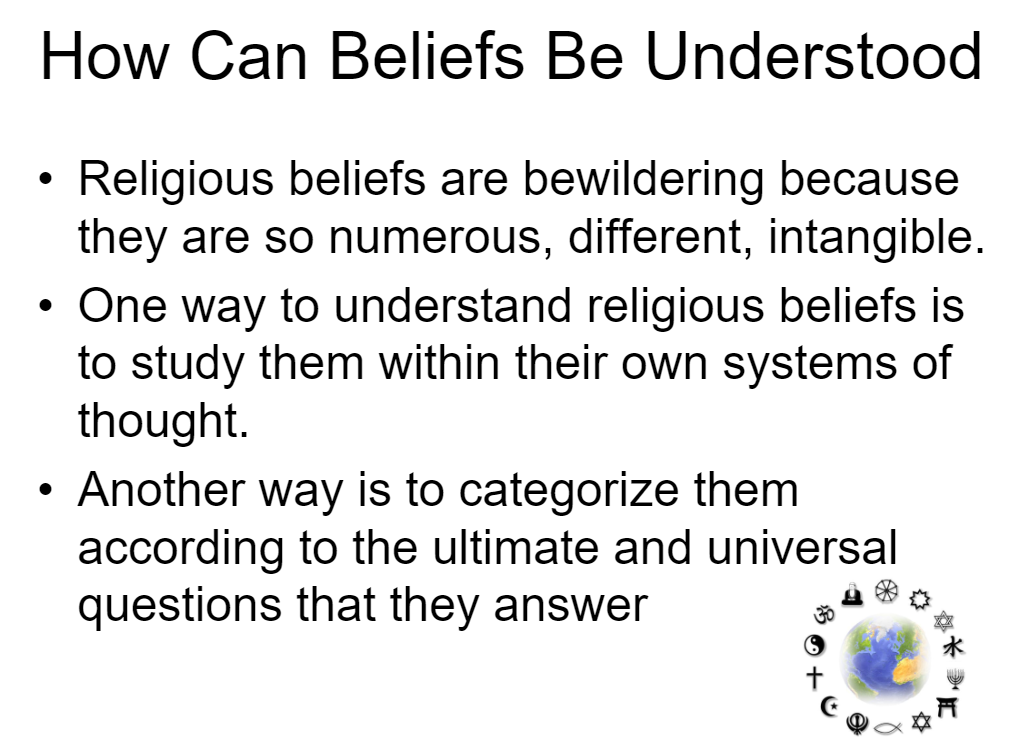 How Can Beliefs Be Understood
• Religious beliefs are bewildering because
they are so numerous, different, intangible.
• One way to understand religious beliefs is
to study them within their own systems of
thought.
• Another way is to categorize them
according to the ultimate and universal
questions that they answer
ॐ
水